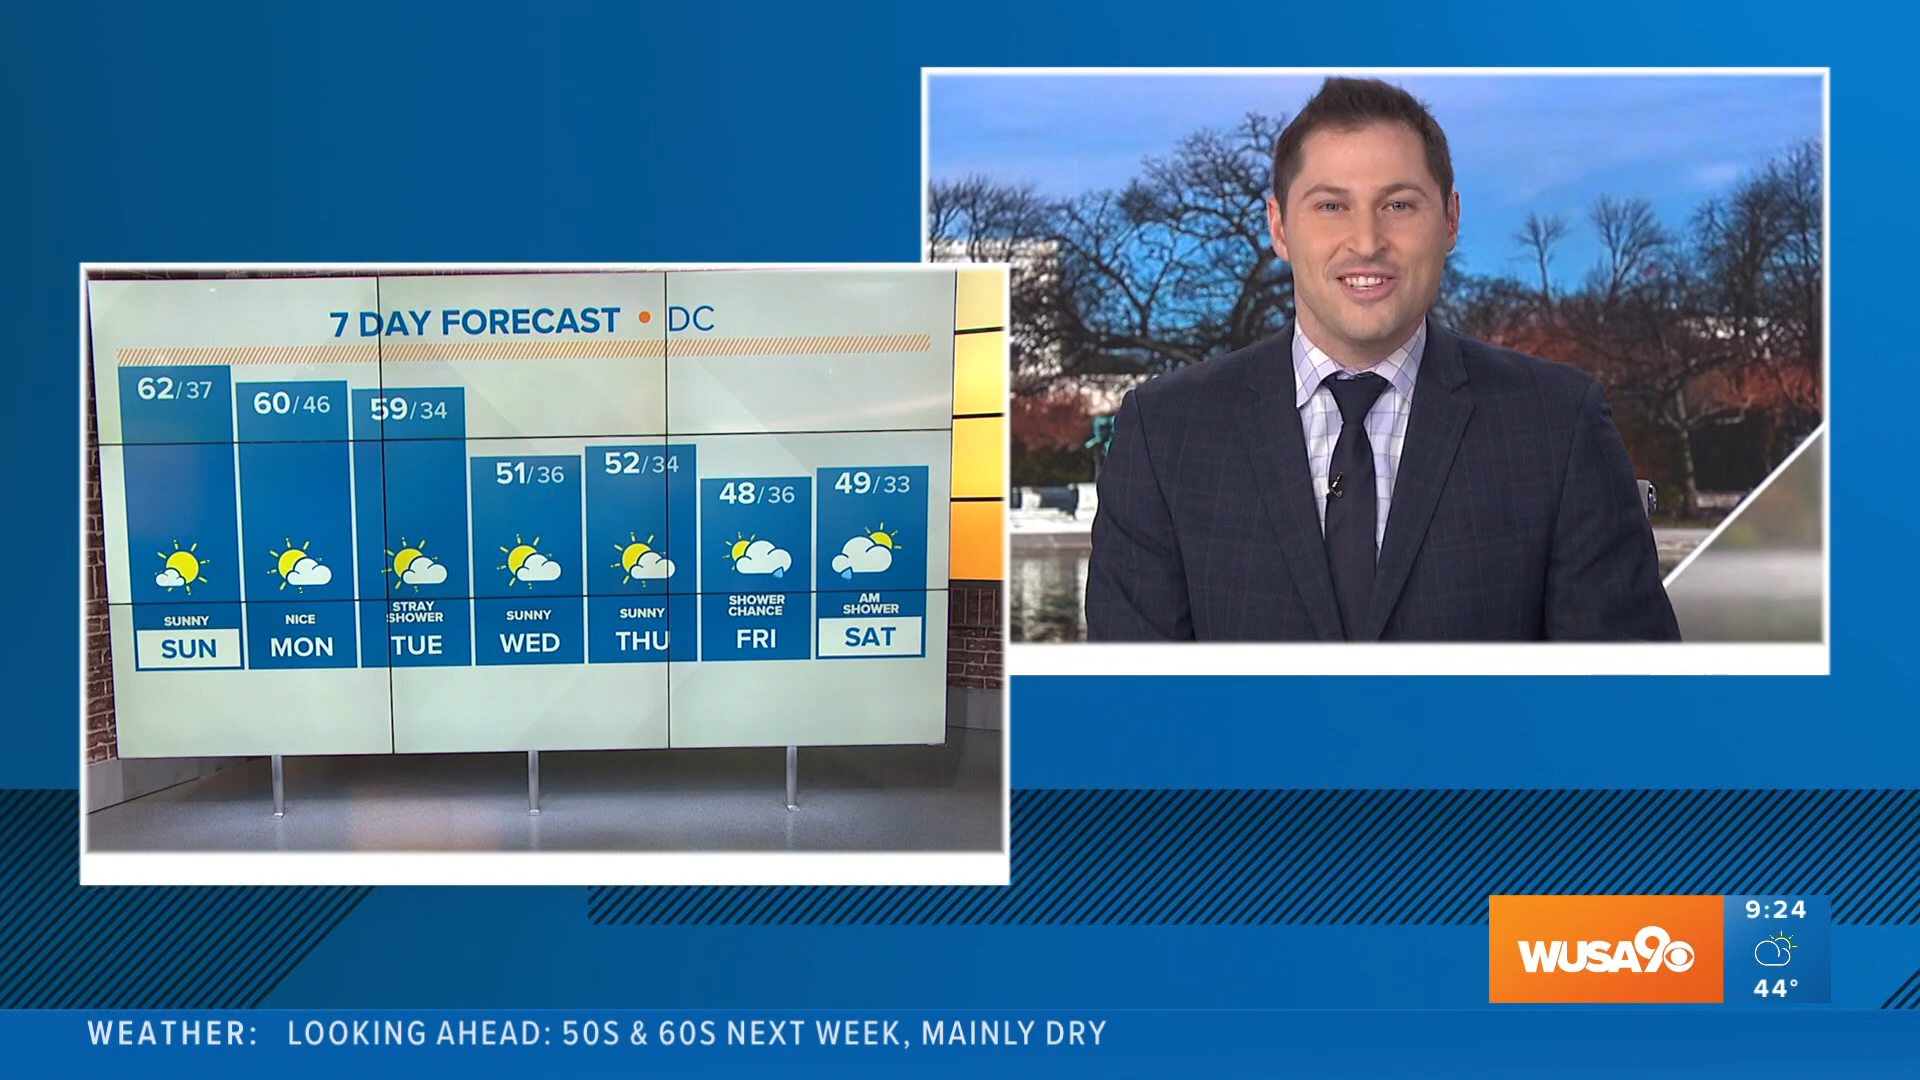 7 DAY FORECAST • DC
62/37
60/46
59/34
51/36
52/34
48/36
49/33
SUNNY
NICE
STRAY
SHOWER
SUNNY
SUNNY
SHOWER
CHANCE
AM
SHOWER
SUN
MON
TUE
WED
THU
FRI
SAT
WUSA9
9:24
44°
WEATHER: LOOKING AHEAD: 50S & 60S NEXT WEEK, MAINLY DRY